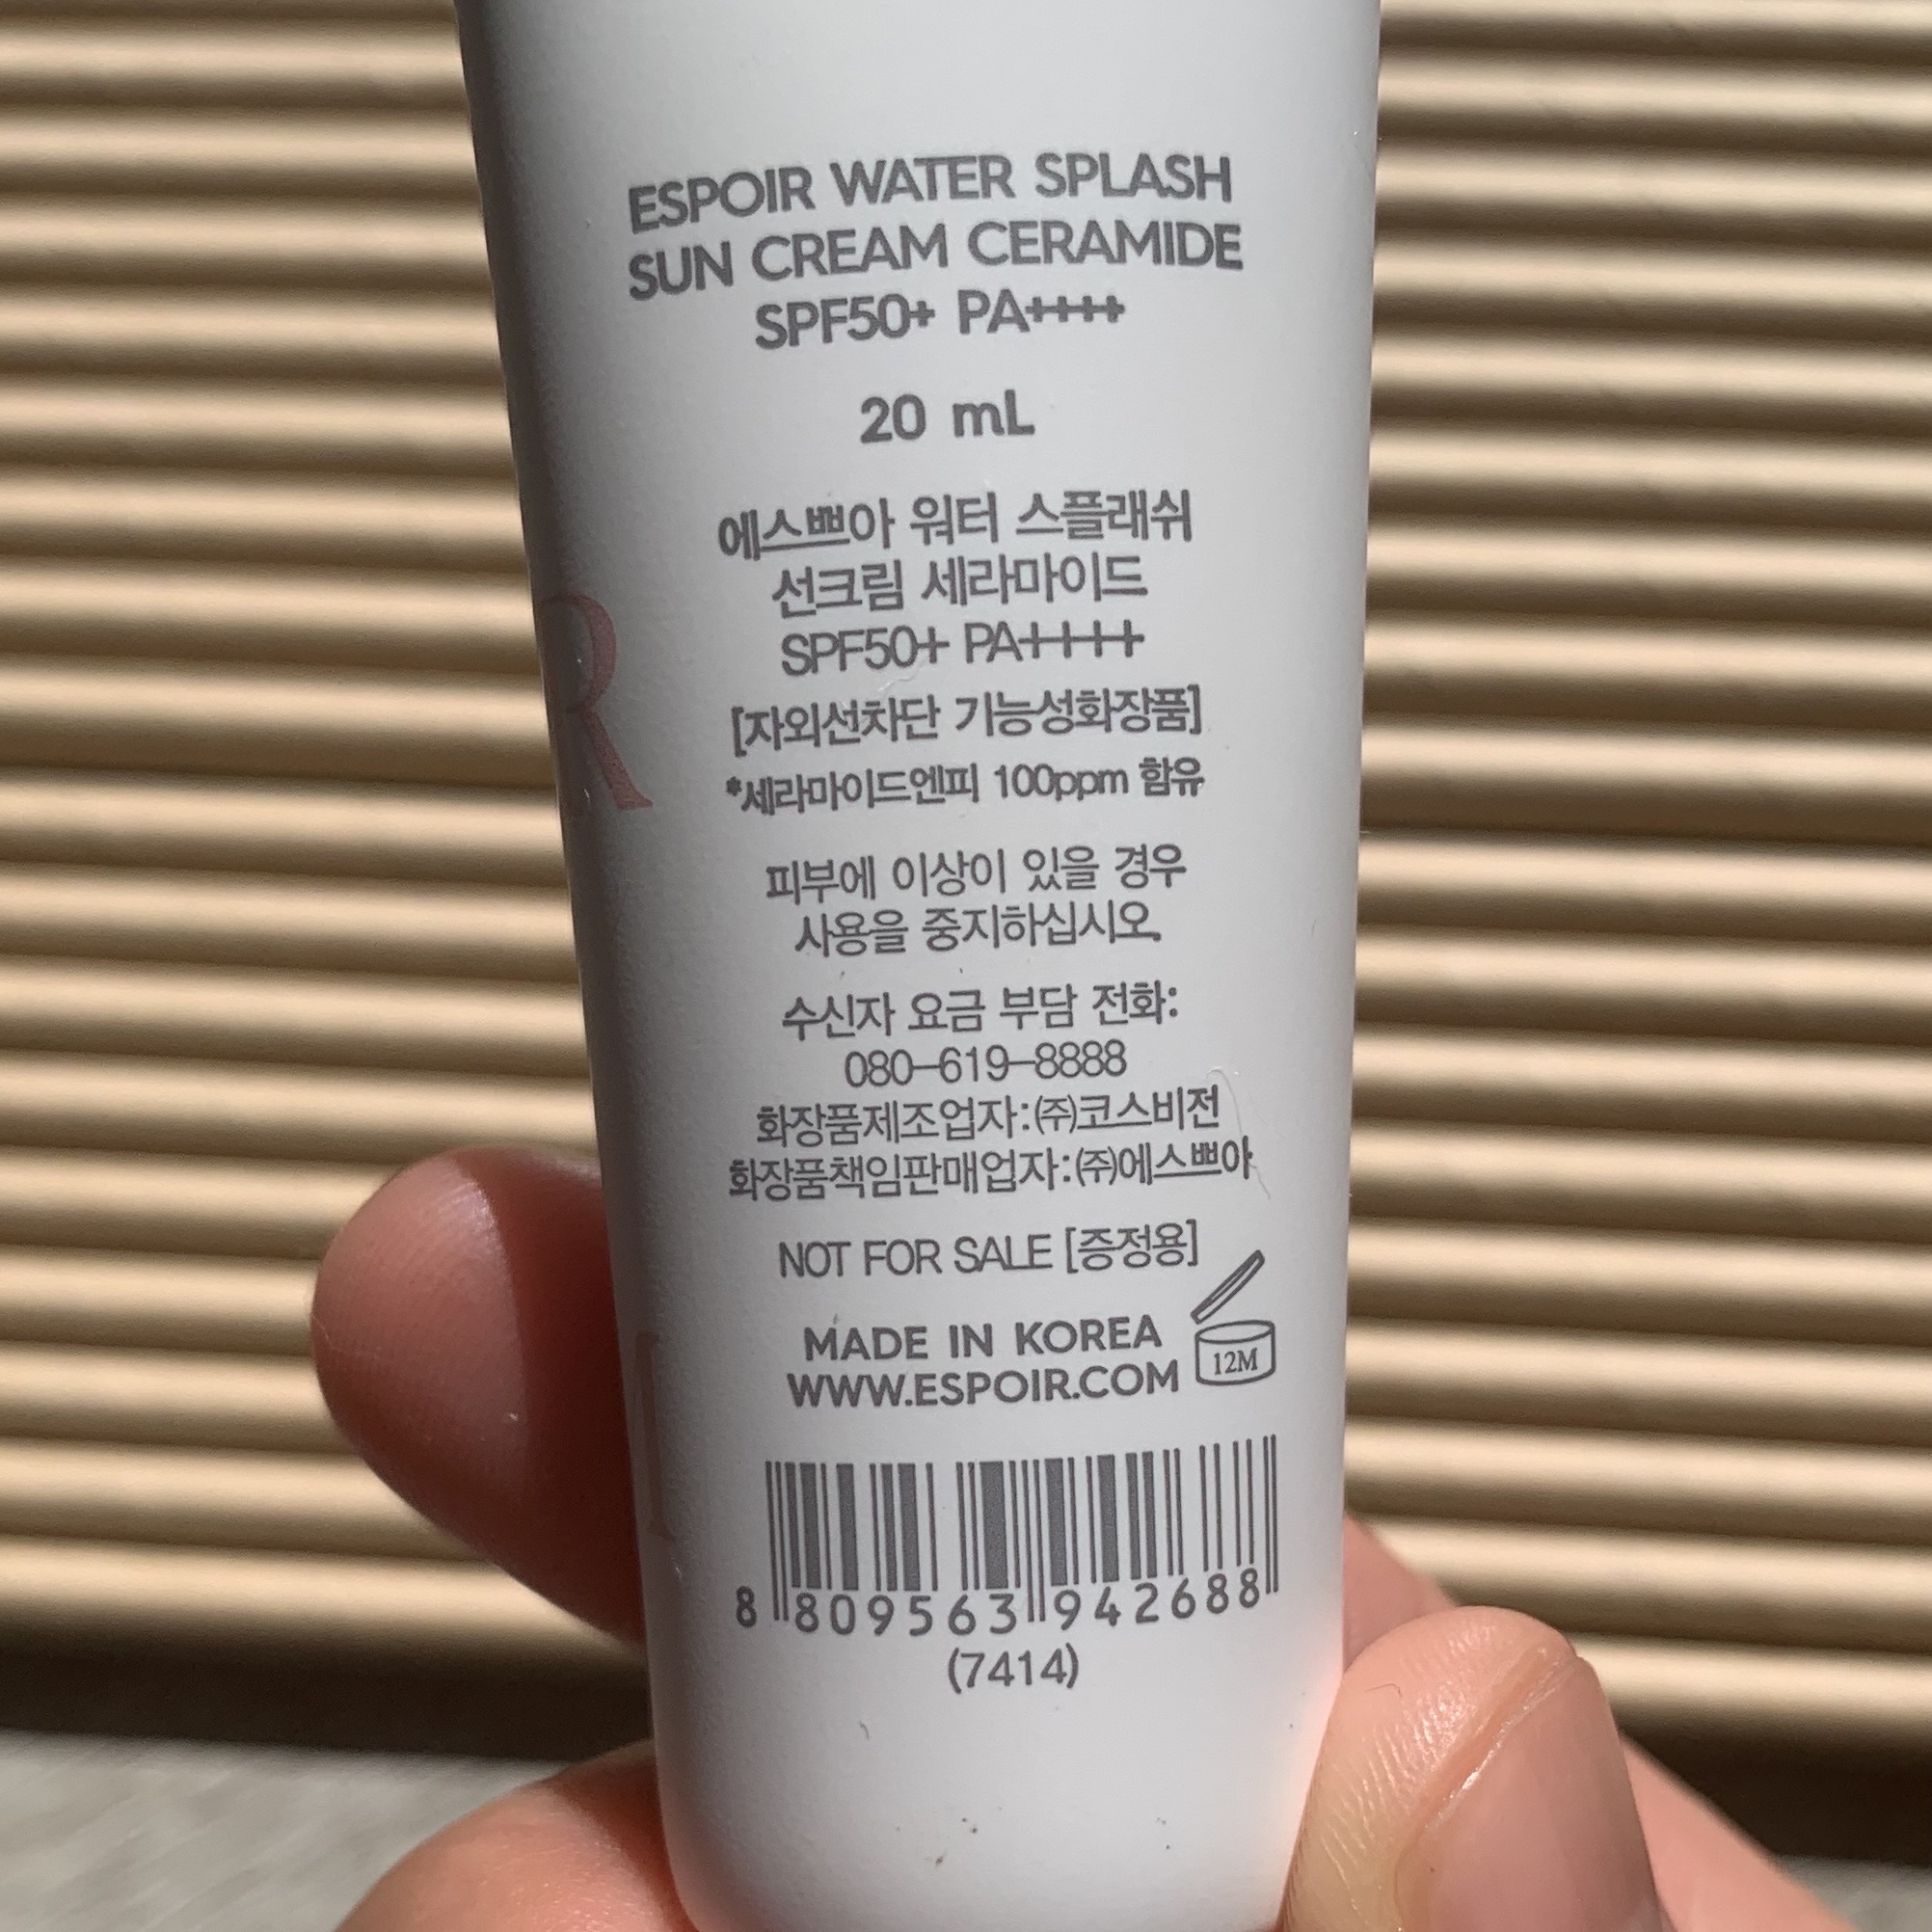 ESPOIR WATER SPLASH
SUN CREAM CERAMIDE
SPF50+ PA++++
20 mL
에스쁘아 워터 스플래쉬
선크림 세라마이드
SPF50+ PA++++
[자외선차단 기능성화장품]
*세라마이드엔피 100ppm 함유
피부에 이상이 있을 경우
사용을 중지하십시오.
수신자 요금 부담 전화:
080-619-8888
화장품제조업자:㈜코스비전
화장품책임판매업자:㈜에스쁘아
NOT FOR SALE [증정용]
MADE IN KOREA
WWW.ESPOIR.COM
12M
8 809563 942688
(7414)
R